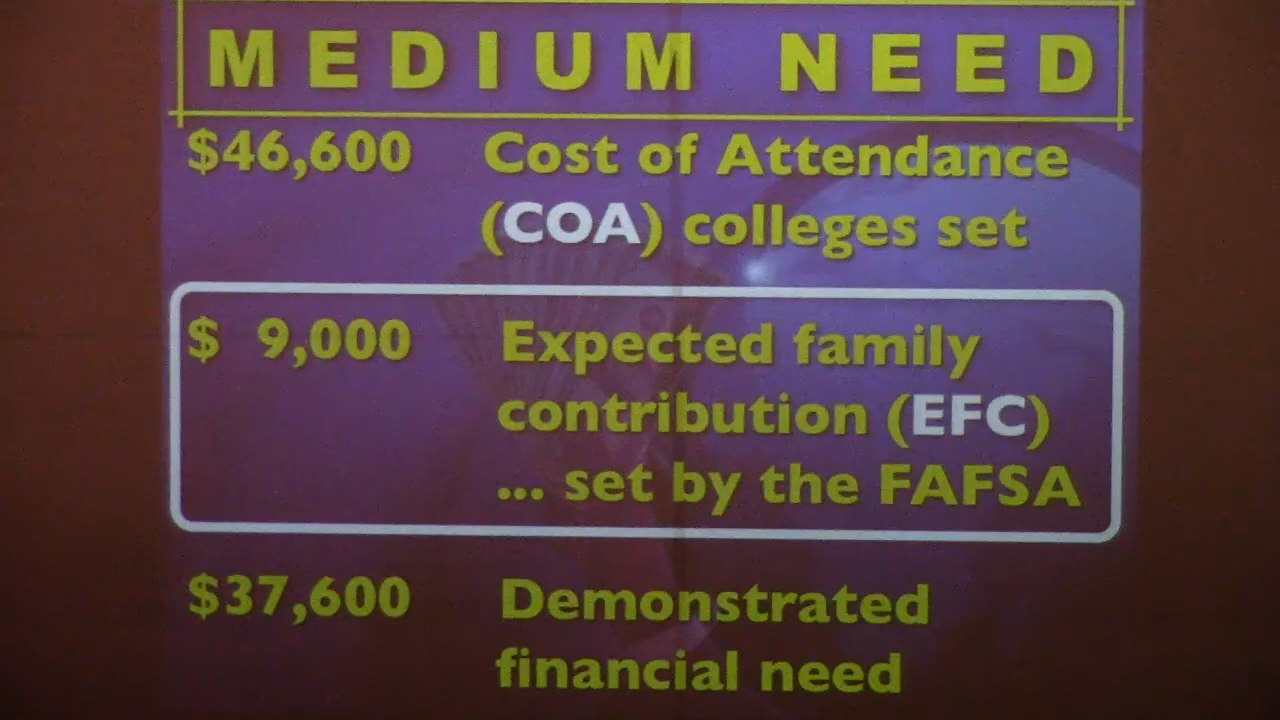 MEDIUM NEED
$46,600 Cost of Attendance
(COA) colleges set
$ 9,000 Expected family
contribution (EFC)
... set by the FAFSA
$37,600 Demonstrated
financial need